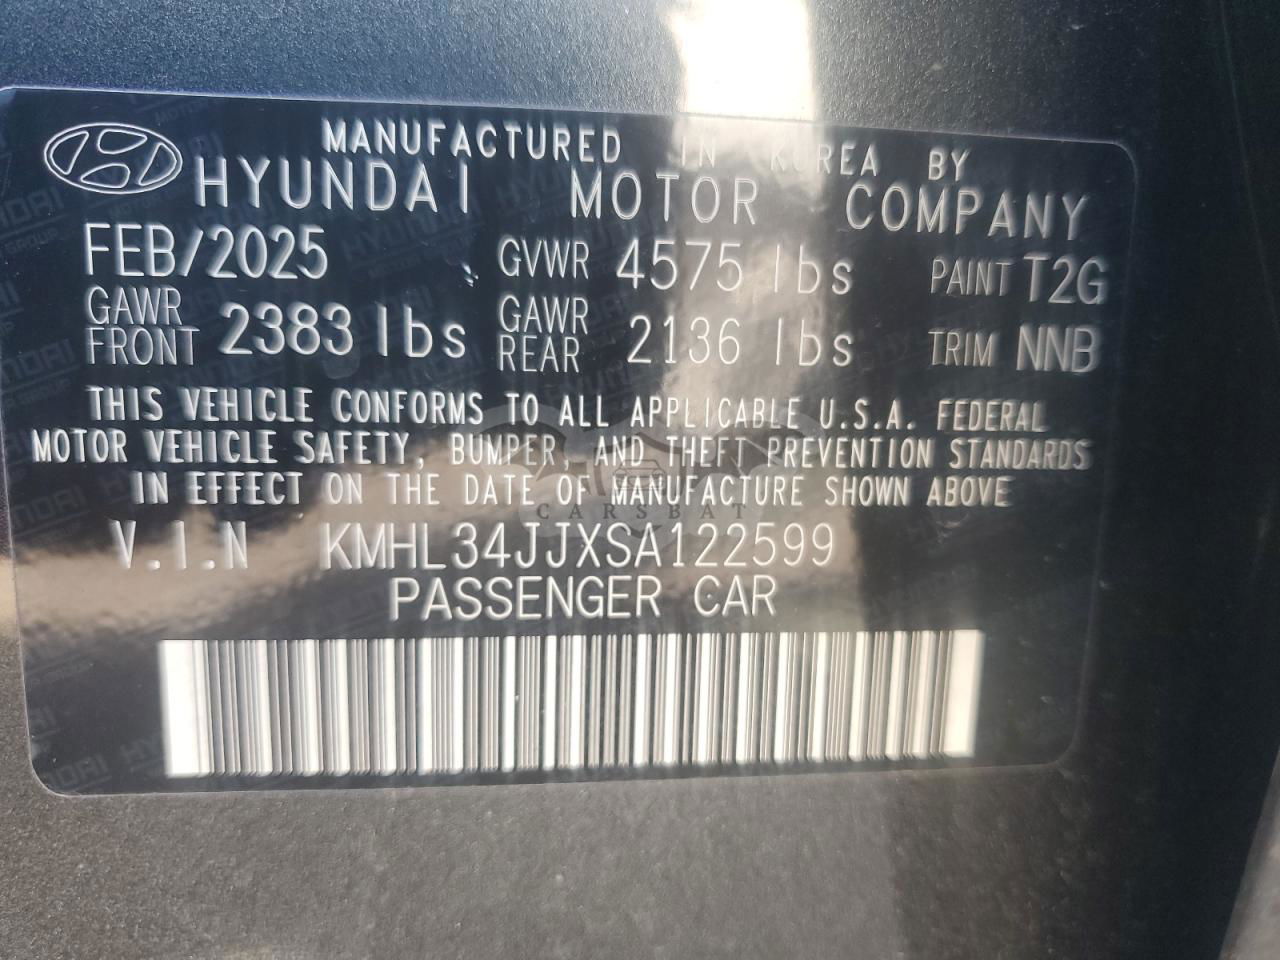 MANUFACTURED IN KOREA BY
HYUNDAI MOTOR COMPANY
FEB/2025 GVWR 4575 lbs PAINT T2G
GAWR FRONT 2383 lbs GAWR REAR 2136 lbs TRIM NNB
THIS VEHICLE CONFORMS TO ALL APPLICABLE U.S.A. FEDERAL
MOTOR VEHICLE SAFETY, BUMPER, AND THEFT PREVENTION STANDARDS
IN EFFECT ON THE DATE OF MANUFACTURE SHOWN ABOVE
CARSBAT
V.I.N KMHL34JJXSA122599
PASSENGER CAR